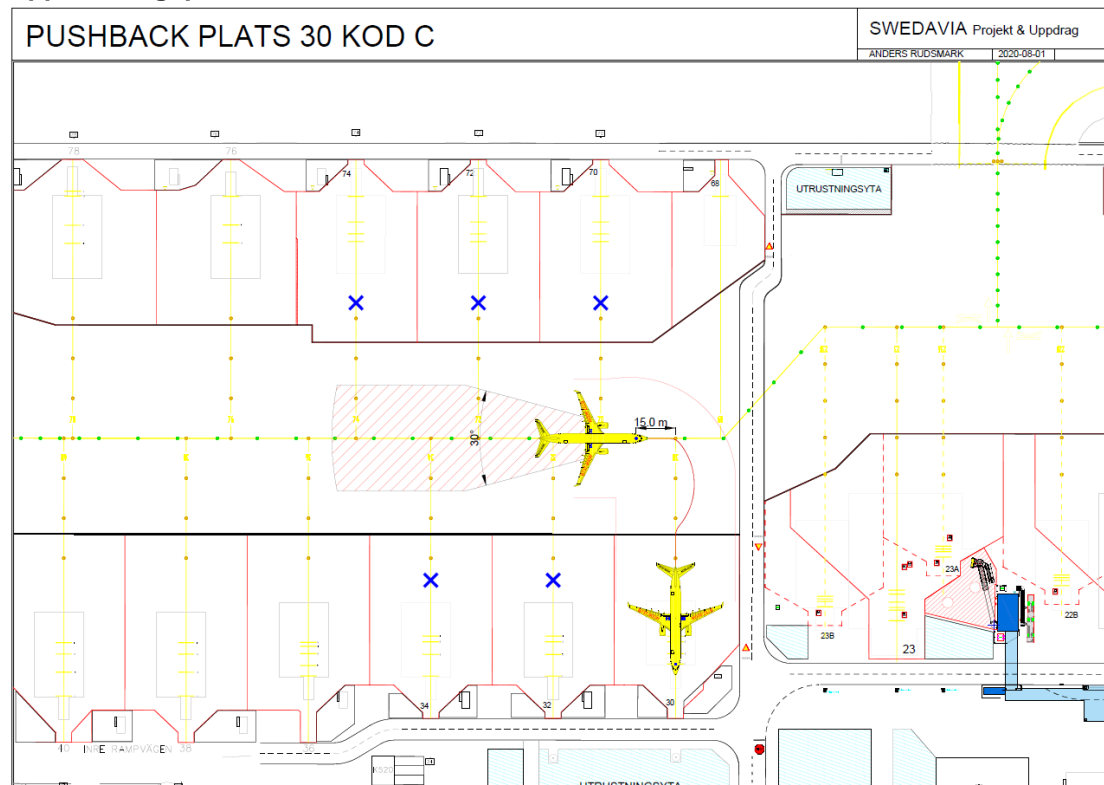 PUSHBACK PLATS 30 KOD C
SWEDAVIA Projekt & Uppdrag
ANDERS RUDSMARK 2020-08-01
78
76
74
72
70
68
UTRUSTNINGSYTA
15.0 m
30°
23A
23B
23
22B
34
32
30
40 INRE RAMPVÄGEN 38
36
K520
UTRUSTNINGSYTA